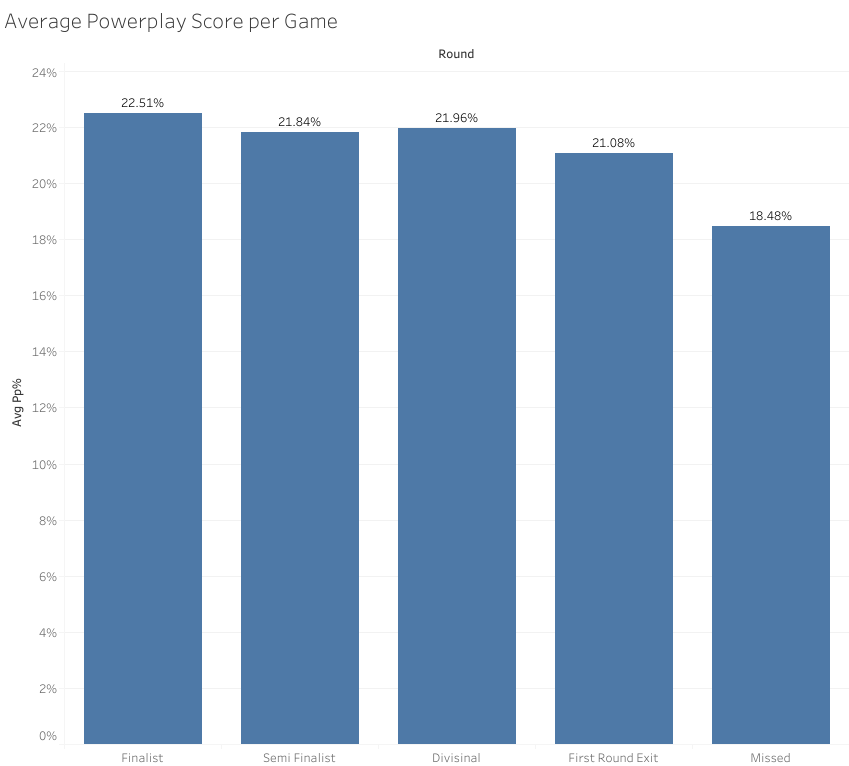 Average Powerplay Score per Game
Round
24%
22%
20%
18%
16%
14%
12%
10%
8%
6%
4%
2%
0%
Avg Pp%
22.51%
21.84%
21.96%
21.08%
18.48%
Finalist
Semi Finalist
Divisinal
First Round Exit
Missed